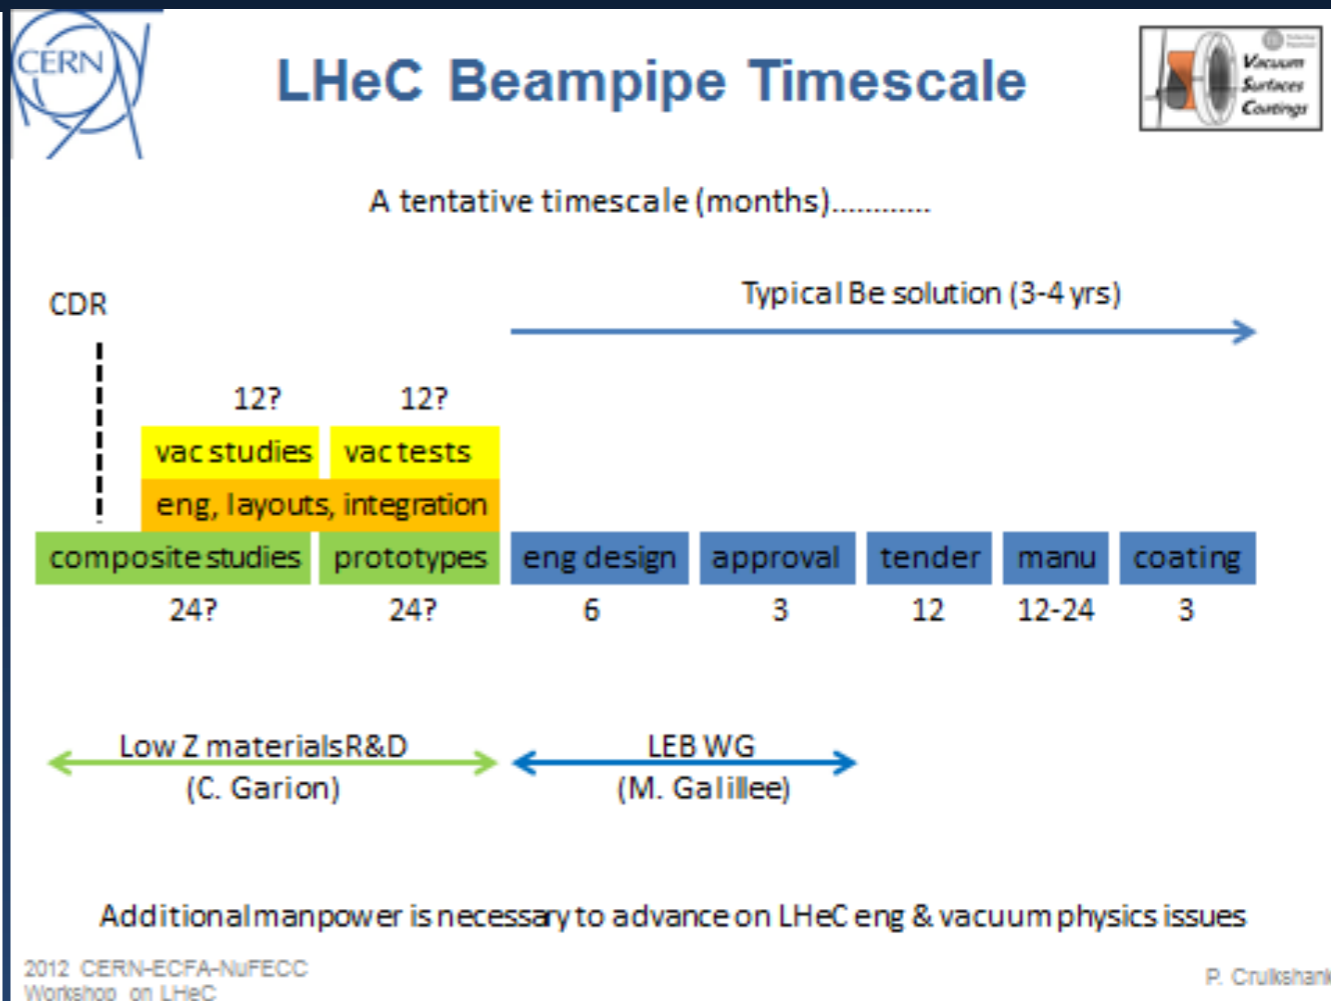 CERN
LHeC Beampipe Timescale
Vacuum
Surfaces
Coatings
A tentative timescale (months)............
CDR
Typical Be solution (3-4 yrs)
12? 12?
vac studies vac tests
eng, layouts, integration
composite studies prototypes eng design approval tender manu coating
24? 24? 6 3 12 12-24 3
Low Z materials R&D LEB WG
(C. Garion) (M. Galillee)
Additional manpower is necessary to advance on LHeC eng & vacuum physics issues
2012 CERN-ECFA-NuFECC
Workshop on LHeC
P. Cruikshank